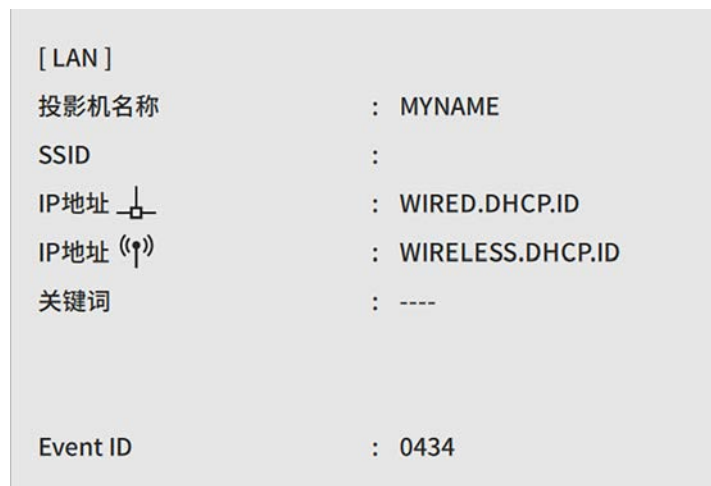 [ LAN ]
投影机名称 : MYNAME
SSID :
IP地址 : WIRED.DHCP.ID
IP地址 : WIRELESS.DHCP.ID
关键词 : ----
Event ID : 0434